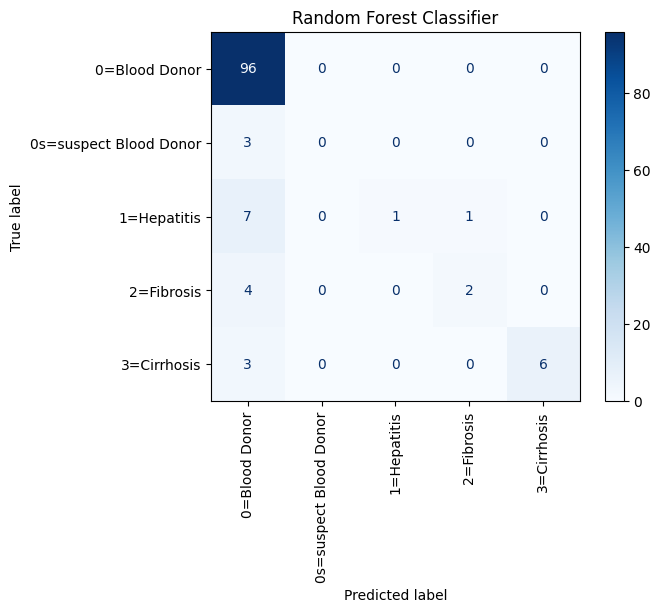 Random Forest Classifier
True label
0=Blood Donor 96 0 0 0 0
0s=suspect Blood Donor 3 0 0 0 0
1=Hepatitis 7 0 1 1 0
2=Fibrosis 4 0 0 2 0
3=Cirrhosis 3 0 0 0 6
0=Blood Donor
0s=suspect Blood Donor
1=Hepatitis
2=Fibrosis
3=Cirrhosis
Predicted label
80
60
40
20
0